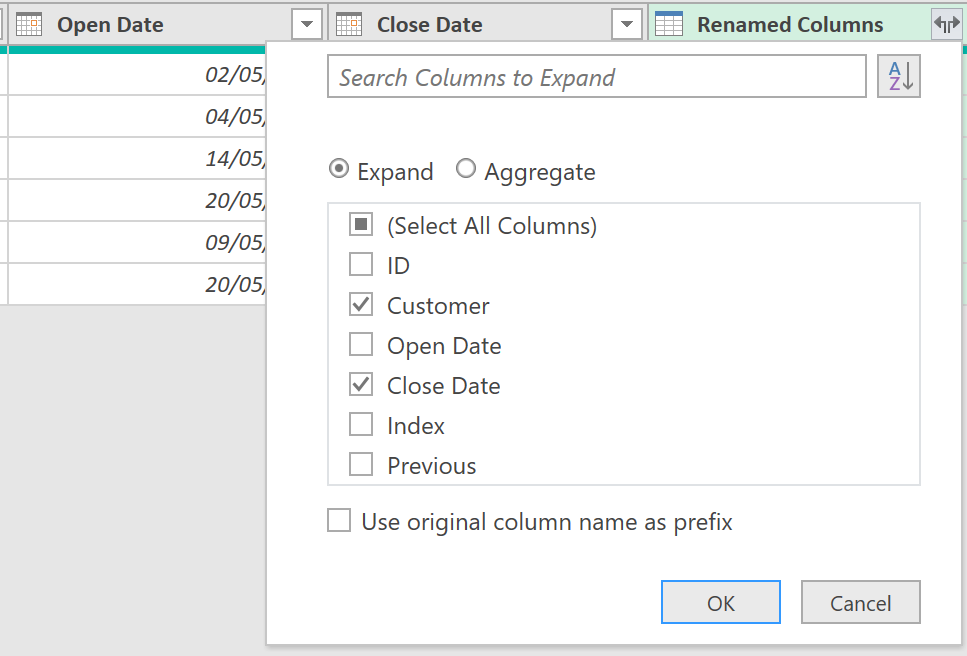 Open Date Close Date Renamed Columns
02/05/
04/05/
14/05/
20/05/
09/05/
20/05/
Search Columns to Expand
A
Z
Expand Aggregate
(Select All Columns)
ID
Customer
Open Date
Close Date
Index
Previous
Use original column name as prefix
OK Cancel